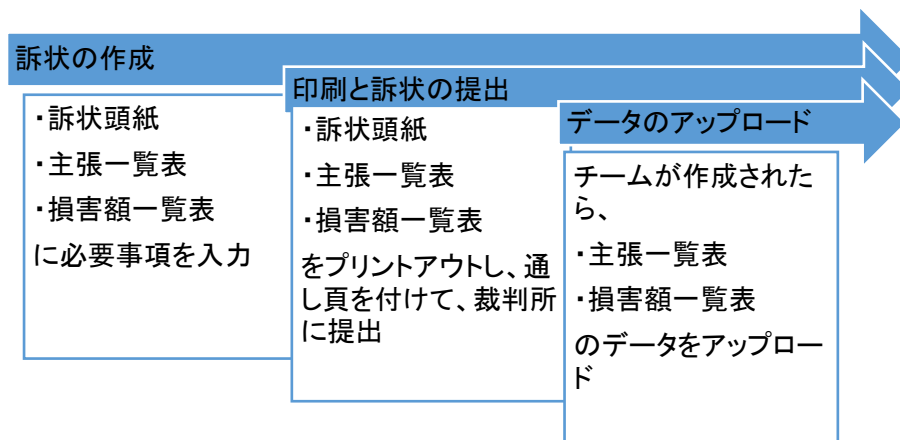 訴状の作成
・訴状頭紙
・主張一覧表
・損害額一覧表
に必要事項を入力
印刷と訴状の提出
・訴状頭紙
・主張一覧表
・損害額一覧表
をプリントアウトし、通
し頁を付けて、裁判所
に提出
データのアップロード
チームが作成された
ら、
・主張一覧表
・損害額一覧表
のデータをアップロー
ド